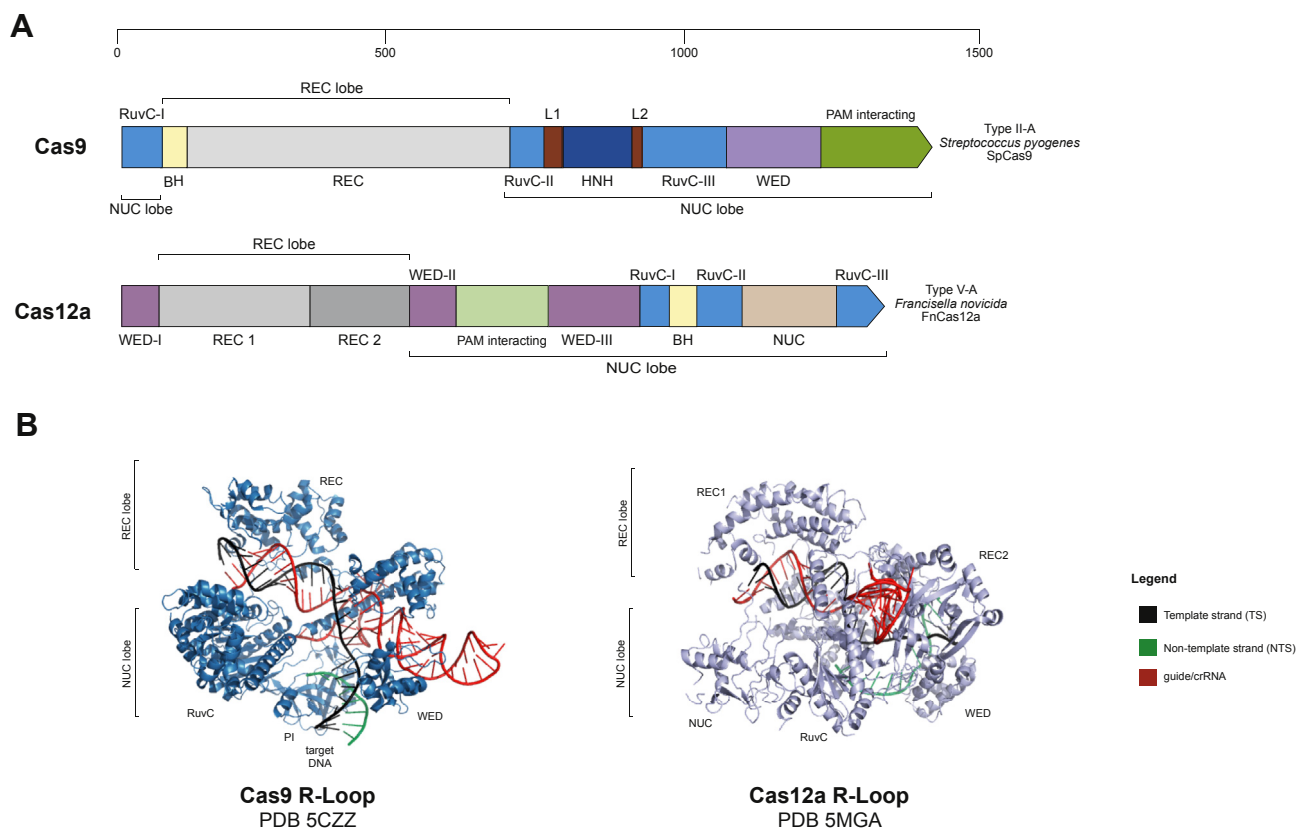 A
0 500 1000 1500
REC lobe
RuvC-I L1 L2 PAM interacting
Cas9
Type II-A
Streptococcus pyogenes
SpCas9
BH REC RuvC-II HNH RuvC-III WED
NUC lobe NUC lobe
REC lobe
WED-II RuvC-I RuvC-II RuvC-III
Cas12a
Type V-A
Francisella novicida
FnCas12a
WED-I REC 1 REC 2 PAM interacting WED-III BH NUC
NUC lobe
B
REC lobe
NUC lobe
REC
RuvC
PI
target
DNA
WED
Cas9 R-Loop
PDB 5CZZ
REC lobe
NUC lobe
REC1
REC2
NUC
RuvC
WED
Cas12a R-Loop
PDB 5MGA
Legend
Template strand (TS)
Non-template strand (NTS)
guide/crRNA